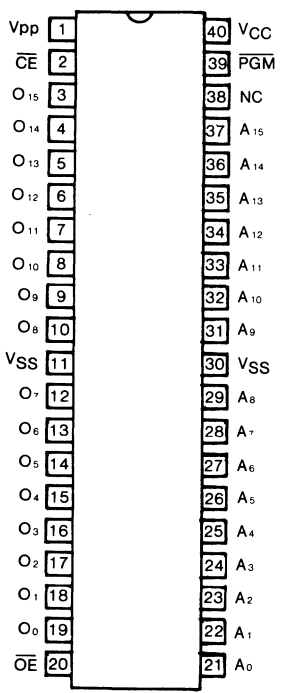 Vpp 1 40 VCC
CE 2 39 PGM
O15 3 38 NC
O14 4 37 A15
O13 5 36 A14
O12 6 35 A13
O11 7 34 A12
O10 8 33 A11
O9 9 32 A10
O8 10 31 A9
VSS 11 30 VSS
O7 12 29 A8
O6 13 28 A7
O5 14 27 A6
O4 15 26 A5
O3 16 25 A4
O2 17 24 A3
O1 18 23 A2
O0 19 22 A1
OE 20 21 A0